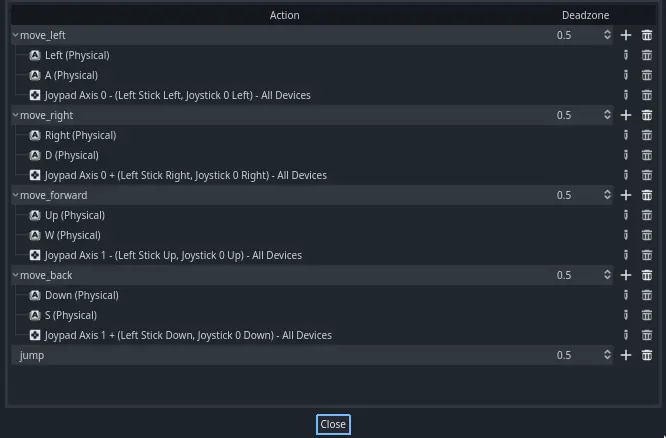 Action Deadzone
move_left 0.5
Left (Physical)
A (Physical)
Joypad Axis 0 - (Left Stick Left, Joystick 0 Left) - All Devices
move_right 0.5
Right (Physical)
D (Physical)
Joypad Axis 0 + (Left Stick Right, Joystick 0 Right) - All Devices
move_forward 0.5
Up (Physical)
W (Physical)
Joypad Axis 1 - (Left Stick Up, Joystick 0 Up) - All Devices
move_back 0.5
Down (Physical)
S (Physical)
Joypad Axis 1 + (Left Stick Down, Joystick 0 Down) - All Devices
jump 0.5
Close